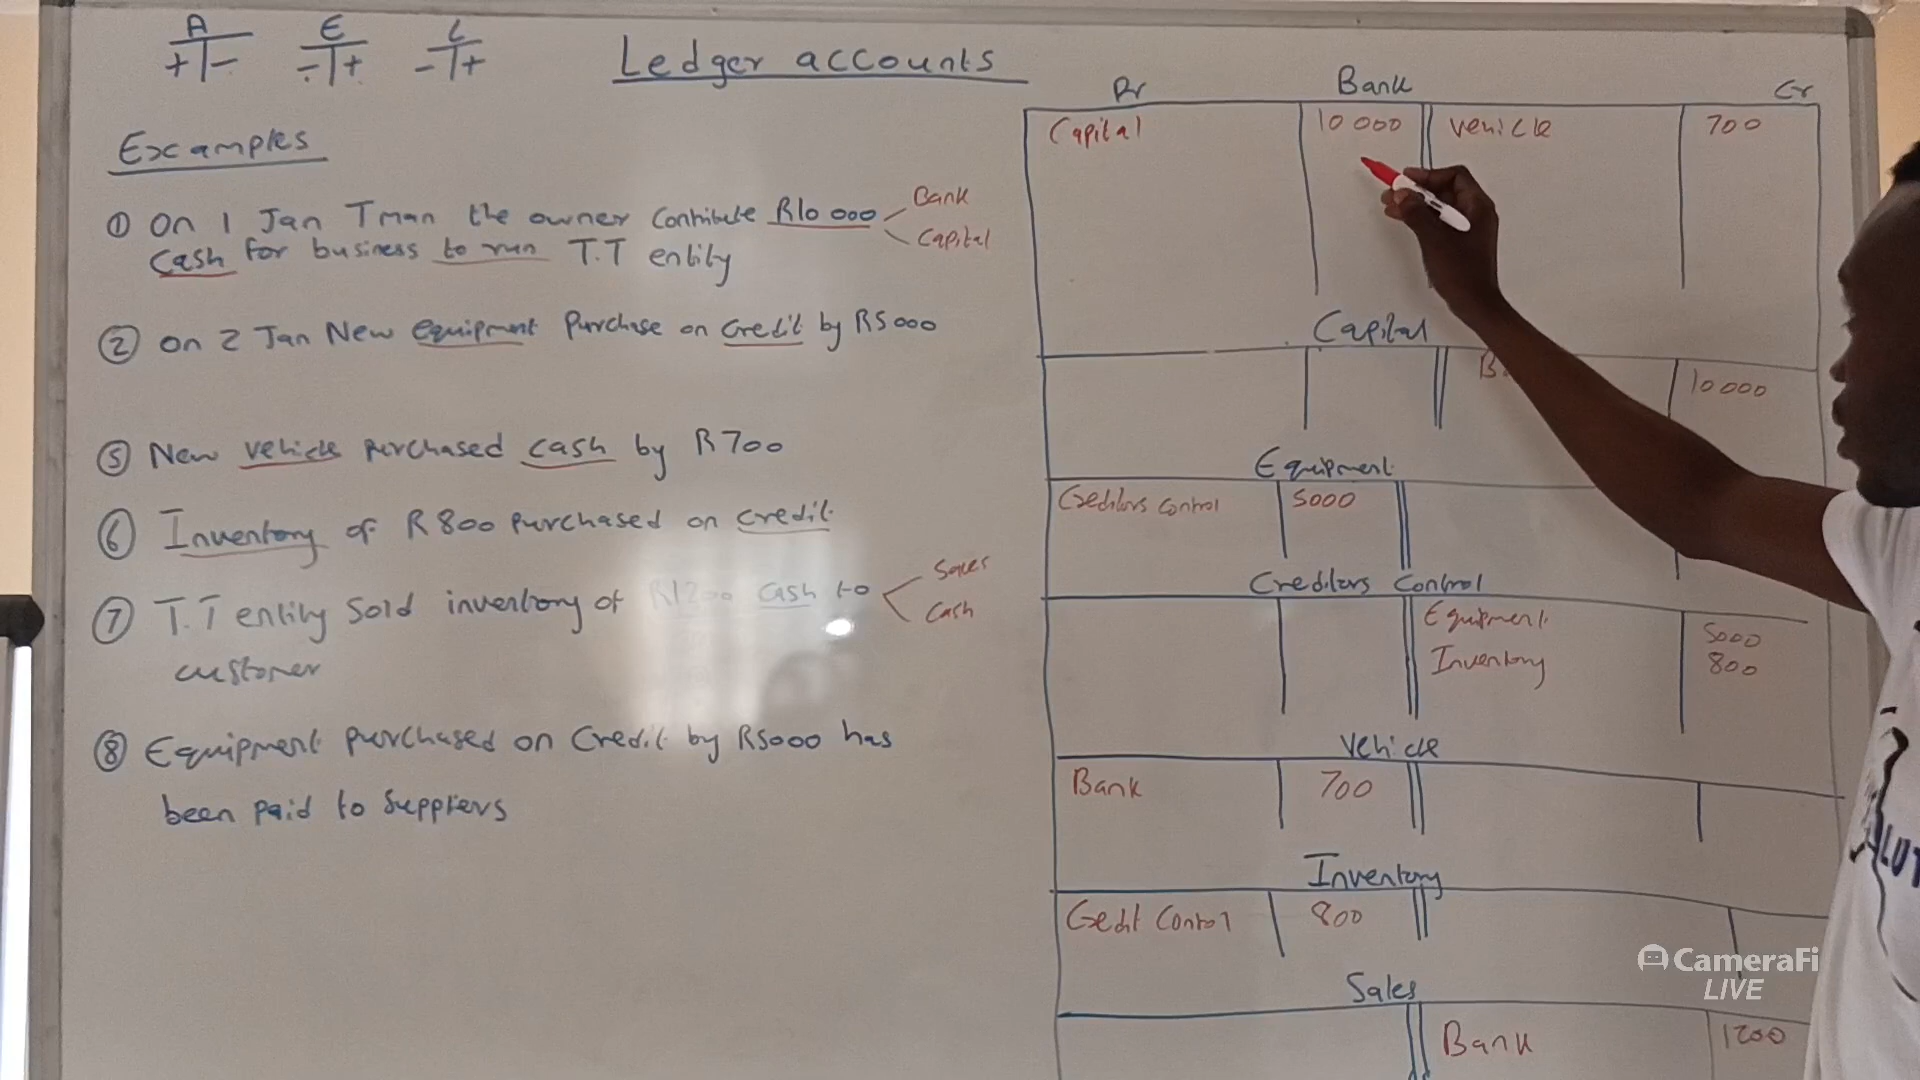 A E L
+ - - + - +
Ledger accounts
Examples
① On 1 Jan Tman the owner Contribute R10 000
Bank
Capital
Cash for business to run T.T entity
② on 2 Jan New equipment Purchase on credit by R5000
⑤ New vehicle purchased cash by R700
⑥ Inventory of R800 purchased on credit
⑦ T.T entity Sold inventory of R1200 cash to
Sales
Cash
customer
⑧ Equipment purchased on Credit by R5000 has
been paid to Suppliers
Dr Bank Cr
Capital 10 000 vehicle 700
Capital
10 000
Equipment
Creditors control 5000
Creditors Control
Equipment 5000
Inventory 800
Vehicle
Bank 700
Inventory
Credit Control 800
Sales
Bank 1200
CameraFi
LIVE
LUT